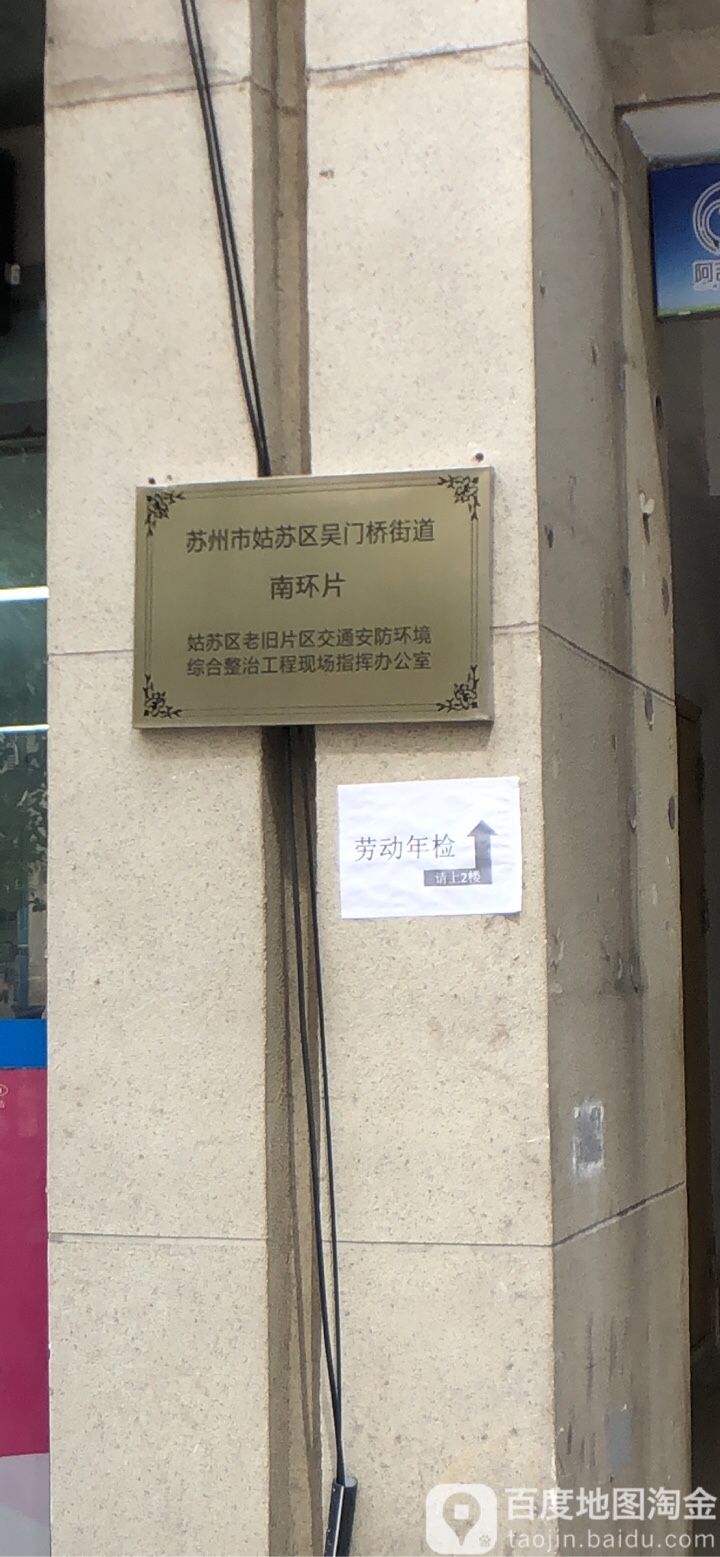 阿
苏州市姑苏区吴门桥街道
南环片
姑苏区老旧片区交通安防环境
综合整治工程现场指挥办公室
劳动年检
请上2楼
百度地图淘金
taojin.baidu.com